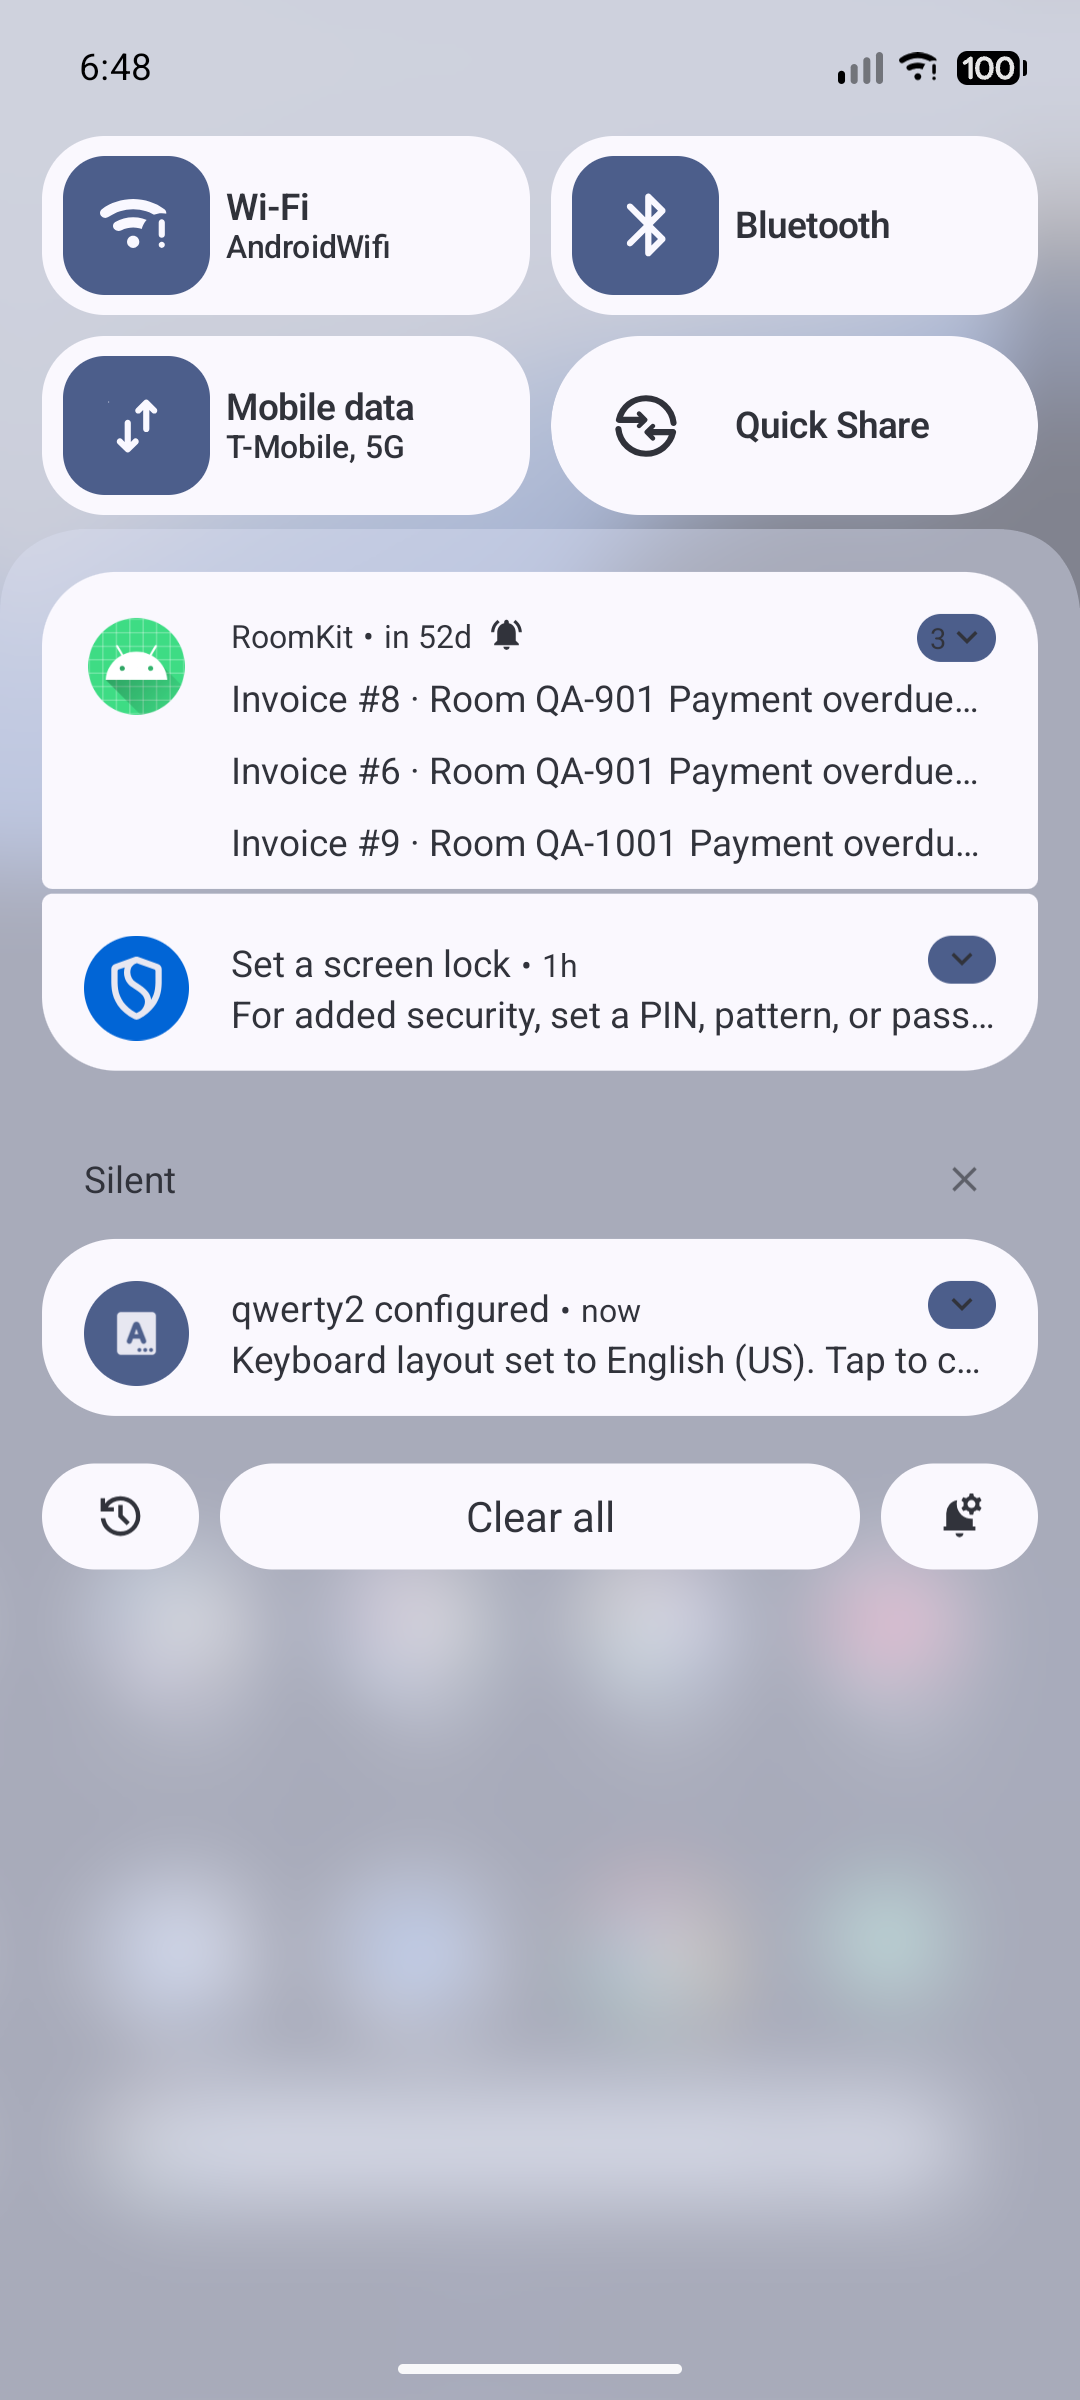 6:48
100
Wi-Fi
AndroidWifi
Bluetooth
Mobile data
T-Mobile, 5G
Quick Share
RoomKit • in 52d
3
Invoice #8 · Room QA-901 Payment overdue…
Invoice #6 · Room QA-901 Payment overdue…
Invoice #9 · Room QA-1001 Payment overdu…
Set a screen lock • 1h
For added security, set a PIN, pattern, or pass…
Silent
qwerty2 configured • now
Keyboard layout set to English (US). Tap to c…
Clear all